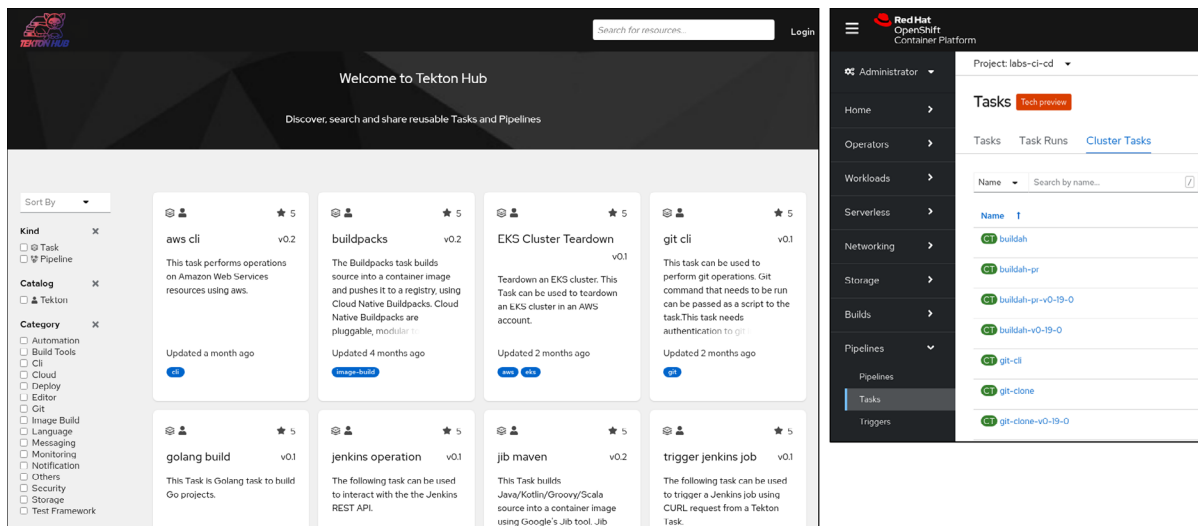 TEKTON HUB
Search for resources...
Login
Welcome to Tekton Hub
Discover, search and share reusable Tasks and Pipelines
Sort By
Kind
Task
Pipeline
Catalog
Tekton
Category
Automation
Build Tools
Cli
Cloud
Deploy
Editor
Git
Image Build
Language
Messaging
Monitoring
Notification
Others
Security
Storage
Test Framework
5
aws cli v0.2
This task performs operations
on Amazon Web Services
resources using aws.
Updated a month ago
cli
5
buildpacks v0.2
The Buildpacks task builds
source into a container image
and pushes it to a registry, using
Cloud Native Buildpacks. Cloud
Native Buildpacks are
pluggable, modular
Updated 4 months ago
image-build
5
EKS Cluster Teardown
v0.1
Teardown an EKS cluster. This
Task can be used to teardown
an EKS cluster in an AWS
account.
Updated 2 months ago
aws eks
5
git cli v0.1
This task can be used to
perform git operations. Git
command that needs to be run
can be passed as a script to the
task.This task needs
authentication to git
Updated 2 months ago
git
5
golang build v0.1
This Task is Golang task to build
Go projects.
5
jenkins operation v0.1
The following task can be used
to interact with the the Jenkins
REST API.
5
jib maven v0.2
This Task builds
Java/Kotlin/Groovy/Scala
source into a container image
using Google's Jib tool. Jib
5
trigger jenkins job v0.1
The following task can be used
to trigger a Jenkins job using
CURL request from a Tekton
Task.
Red Hat
OpenShift
Container Platform
Administrator
Home
Operators
Workloads
Serverless
Networking
Storage
Builds
Pipelines
Pipelines
Tasks
Triggers
Project: labs-ci-cd
Tasks Tech preview
Tasks Task Runs Cluster Tasks
Name Search by name... /
Name
CT buildah
CT buildah-pr
CT buildah-pr-v0-19-0
CT buildah-v0-19-0
CT git-cli
CT git-clone
CT git-clone-v0-19-0